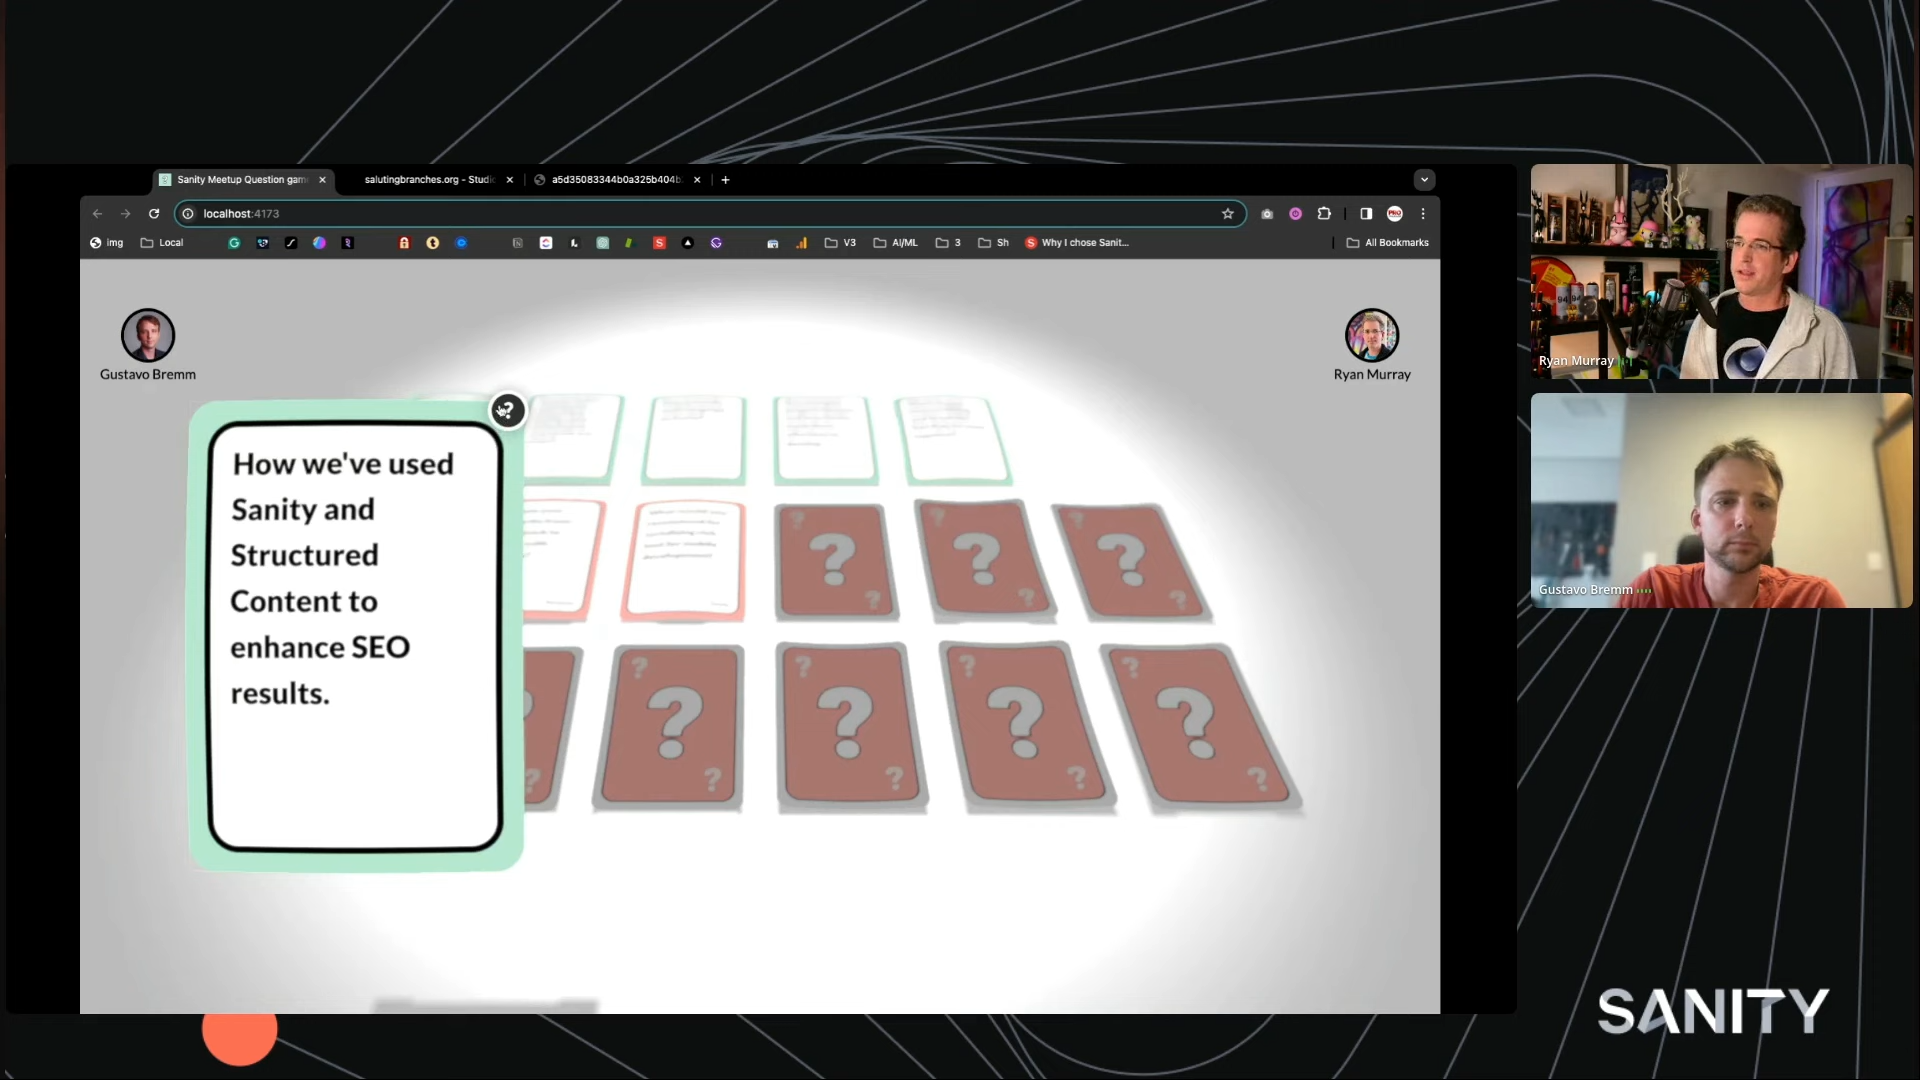 Sanity Meetup Question gam
salutingbranches.org - Studi
a5d35083344b0a325b404b
localhost:4173
img
Local
V3
AI/ML
3
Sh
Why I chose Sanit...
All Bookmarks
Gustavo Bremm
Ryan Murray
?
How we've used
Sanity and
Structured
Content to
enhance SEO
results.
? ? ?
? ? ?
? ? ?
? ?
? ? ?
? ? ?
? ? ?
? ? ?
Ryan Murray
Gustavo Bremm
SANITY